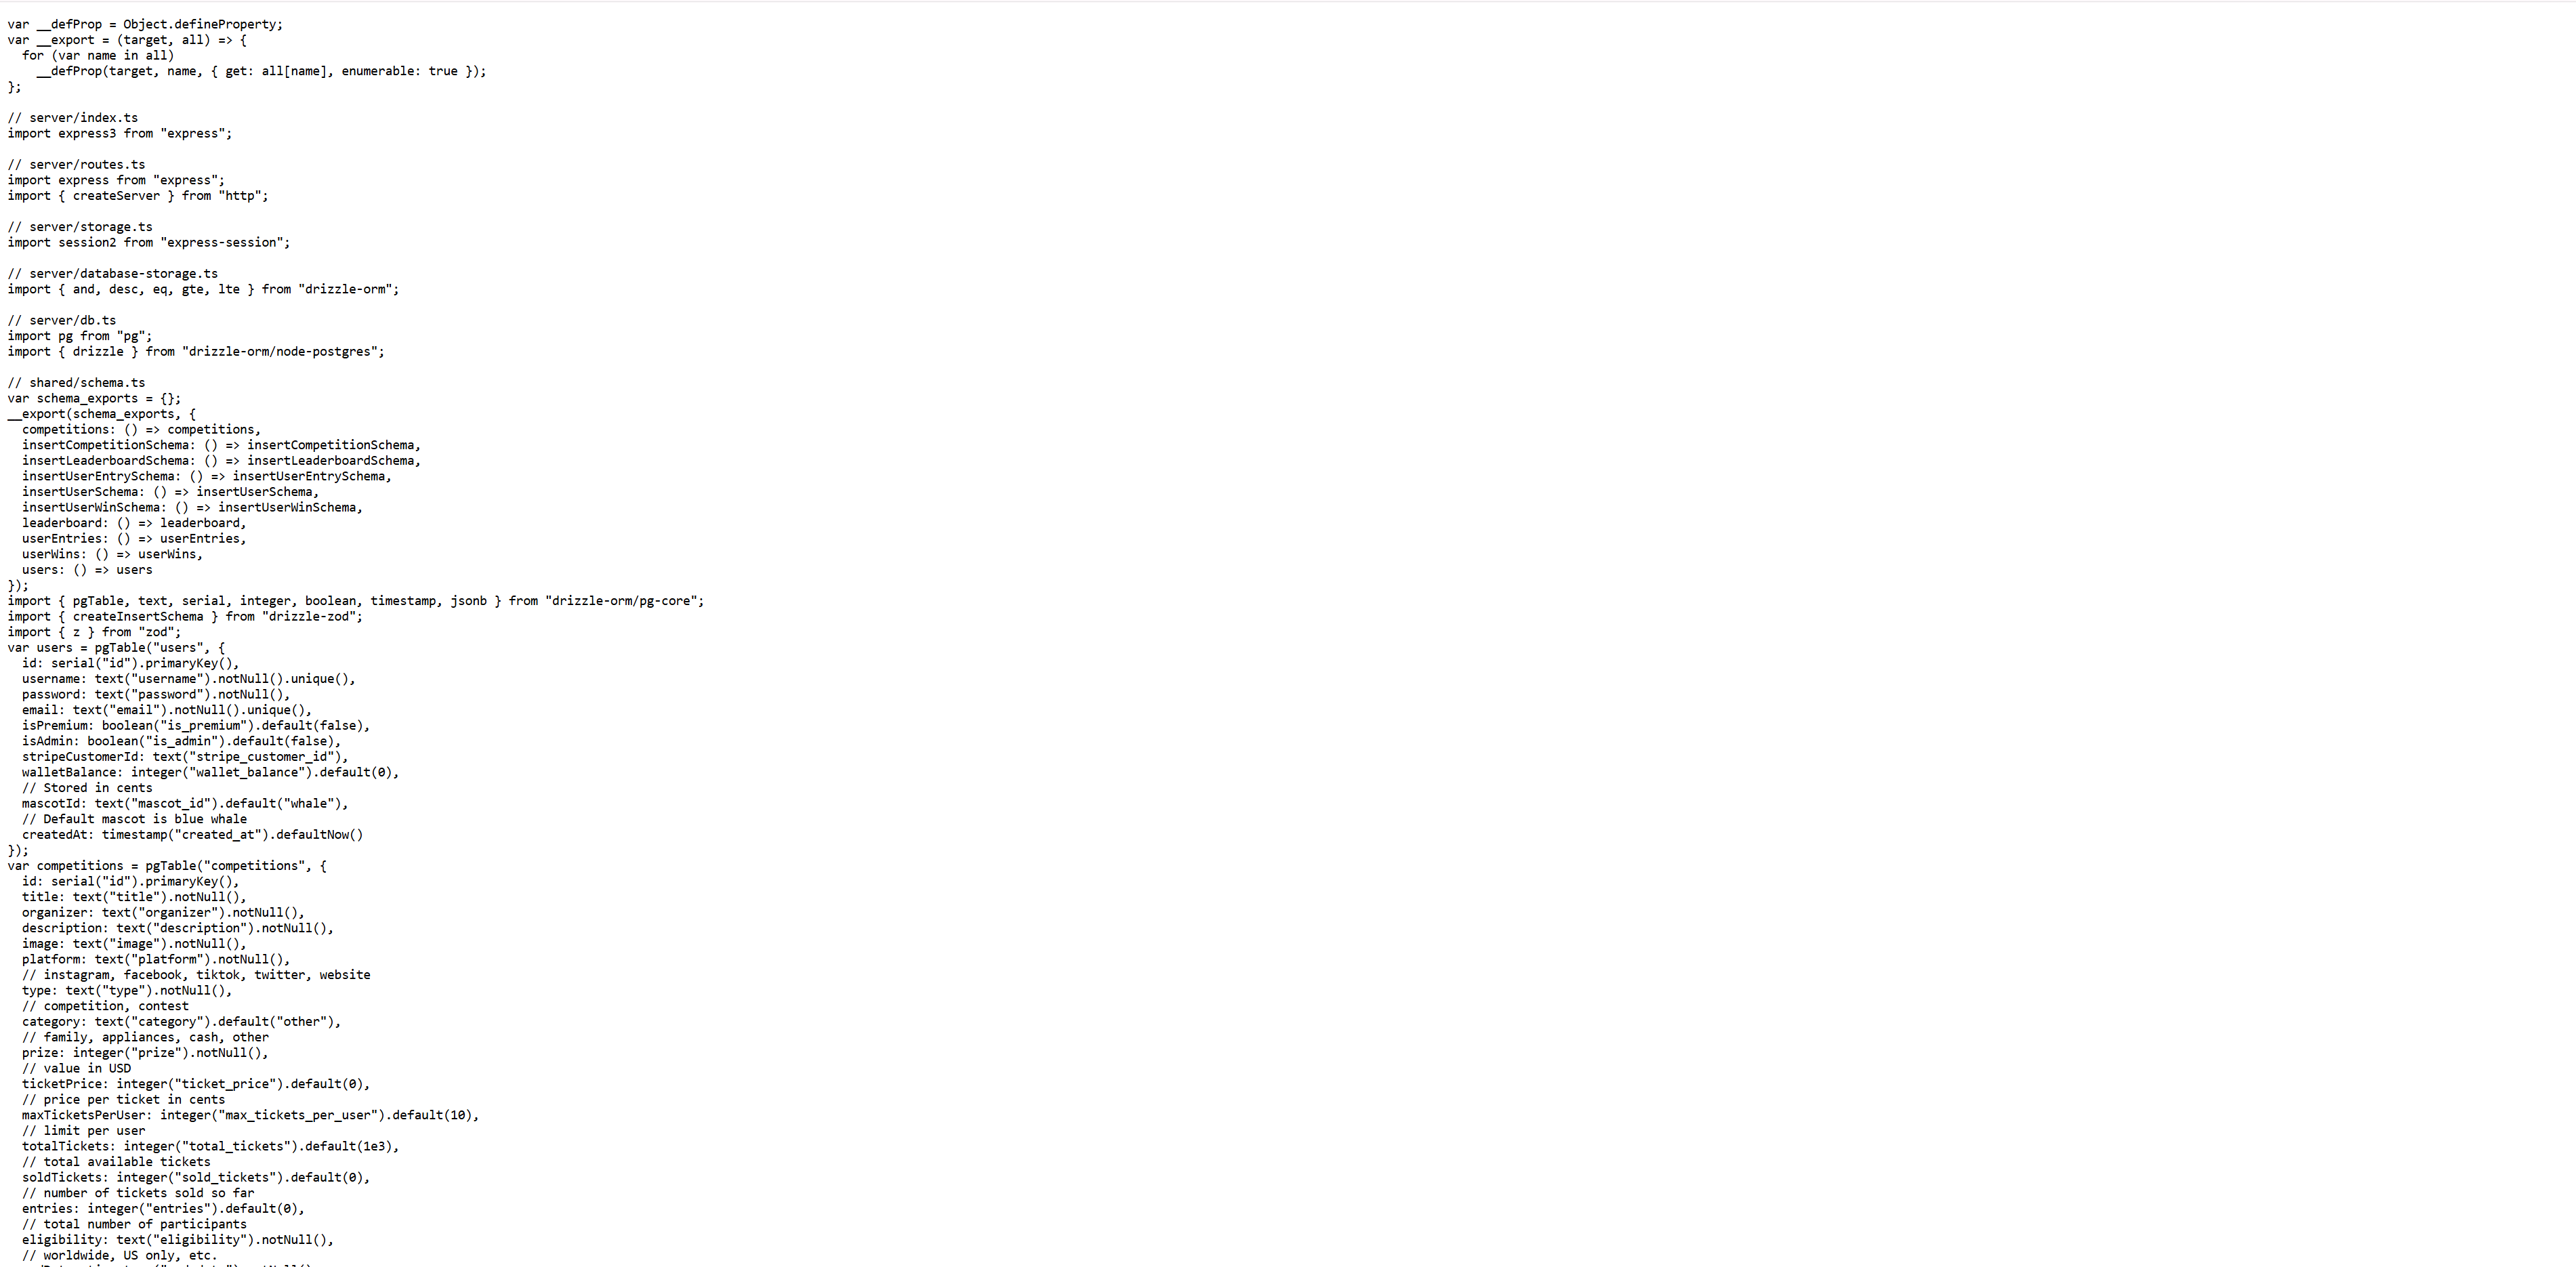 var __defProp = Object.defineProperty;
var __export = (target, all) => {
  for (var name in all)
    __defProp(target, name, { get: all[name], enumerable: true });
};

// server/index.ts
import express3 from "express";

// server/routes.ts
import express from "express";
import { createServer } from "http";

// server/storage.ts
import session2 from "express-session";

// server/database-storage.ts
import { and, desc, eq, gte, lte } from "drizzle-orm";

// server/db.ts
import pg from "pg";
import { drizzle } from "drizzle-orm/node-postgres";

// shared/schema.ts
var schema_exports = {};
__export(schema_exports, {
  competitions: () => competitions,
  insertCompetitionSchema: () => insertCompetitionSchema,
  insertLeaderboardSchema: () => insertLeaderboardSchema,
  insertUserEntrySchema: () => insertUserEntrySchema,
  insertUserSchema: () => insertUserSchema,
  insertUserWinSchema: () => insertUserWinSchema,
  leaderboard: () => leaderboard,
  userEntries: () => userEntries,
  userWins: () => userWins,
  users: () => users
});
import { pgTable, text, serial, integer, boolean, timestamp, jsonb } from "drizzle-orm/pg-core";
import { createInsertSchema } from "drizzle-zod";
import { z } from "zod";
var users = pgTable("users", {
  id: serial("id").primaryKey(),
  username: text("username").notNull().unique(),
  password: text("password").notNull(),
  email: text("email").notNull().unique(),
  isPremium: boolean("is_premium").default(false),
  isAdmin: boolean("is_admin").default(false),
  stripeCustomerId: text("stripe_customer_id"),
  walletBalance: integer("wallet_balance").default(0),
  // Stored in cents
  mascotId: text("mascot_id").default("whale"),
  // Default mascot is blue whale
  createdAt: timestamp("created_at").defaultNow()
});
var competitions = pgTable("competitions", {
  id: serial("id").primaryKey(),
  title: text("title").notNull(),
  organizer: text("organizer").notNull(),
  description: text("description").notNull(),
  image: text("image").notNull(),
  platform: text("platform").notNull(),
  // instagram, facebook, tiktok, twitter, website
  type: text("type").notNull(),
  // competition, contest
  category: text("category").default("other"),
  // family, appliances, cash, other
  prize: integer("prize").notNull(),
  // value in USD
  ticketPrice: integer("ticket_price").default(0),
  // price per ticket in cents
  maxTicketsPerUser: integer("max_tickets_per_user").default(10),
  // limit per user
  totalTickets: integer("total_tickets").default(1e3),
  // total available tickets
  soldTickets: integer("sold_tickets").default(0),
  // number of tickets sold so far
  entries: integer("entries").default(0),
  // total number of participants
  eligibility: text("eligibility").notNull(),
  // worldwide, US only, etc.